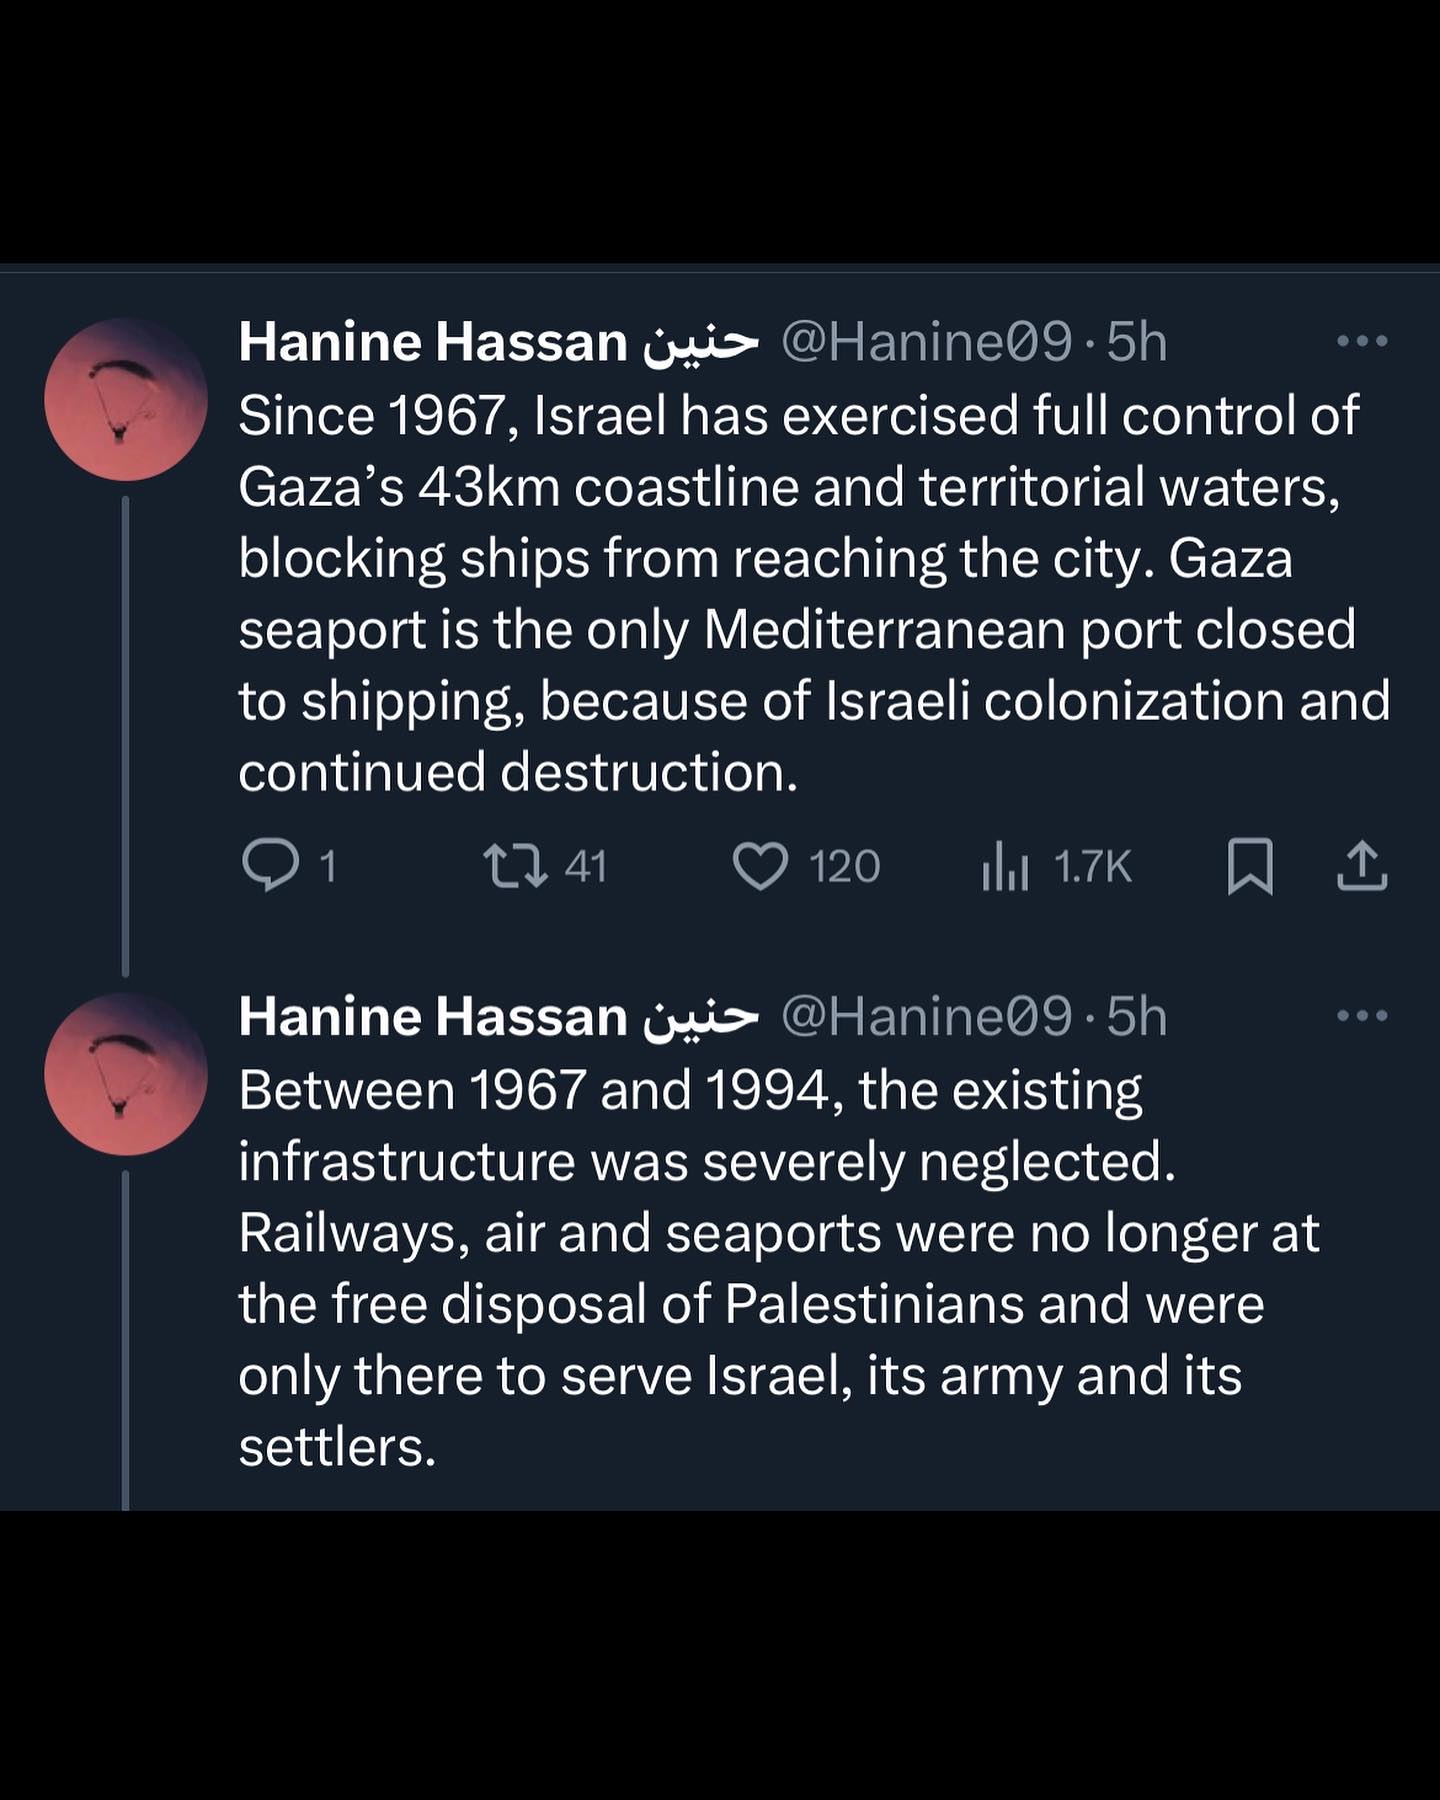 Hanine Hassan حنين @Hanine09 · 5h
Since 1967, Israel has exercised full control of
Gaza’s 43km coastline and territorial waters,
blocking ships from reaching the city. Gaza
seaport is the only Mediterranean port closed
to shipping, because of Israeli colonization and
continued destruction.
1 41 120 1.7K
Hanine Hassan حنين @Hanine09 · 5h
Between 1967 and 1994, the existing
infrastructure was severely neglected.
Railways, air and seaports were no longer at
the free disposal of Palestinians and were
only there to serve Israel, its army and its
settlers.